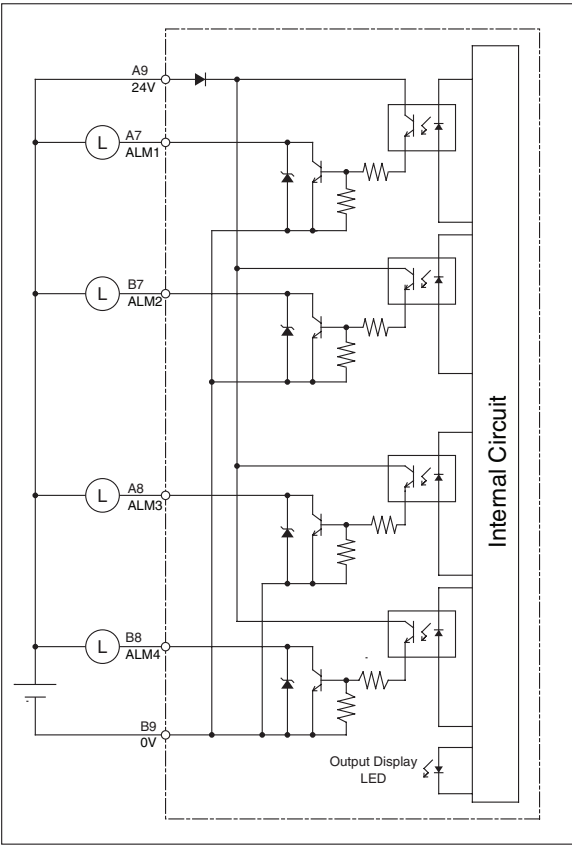 A9
24V
L
A7
ALM1
L
B7
ALM2
L
A8
ALM3
L
B8
ALM4
B9
0V
Internal Circuit
Output Display
LED